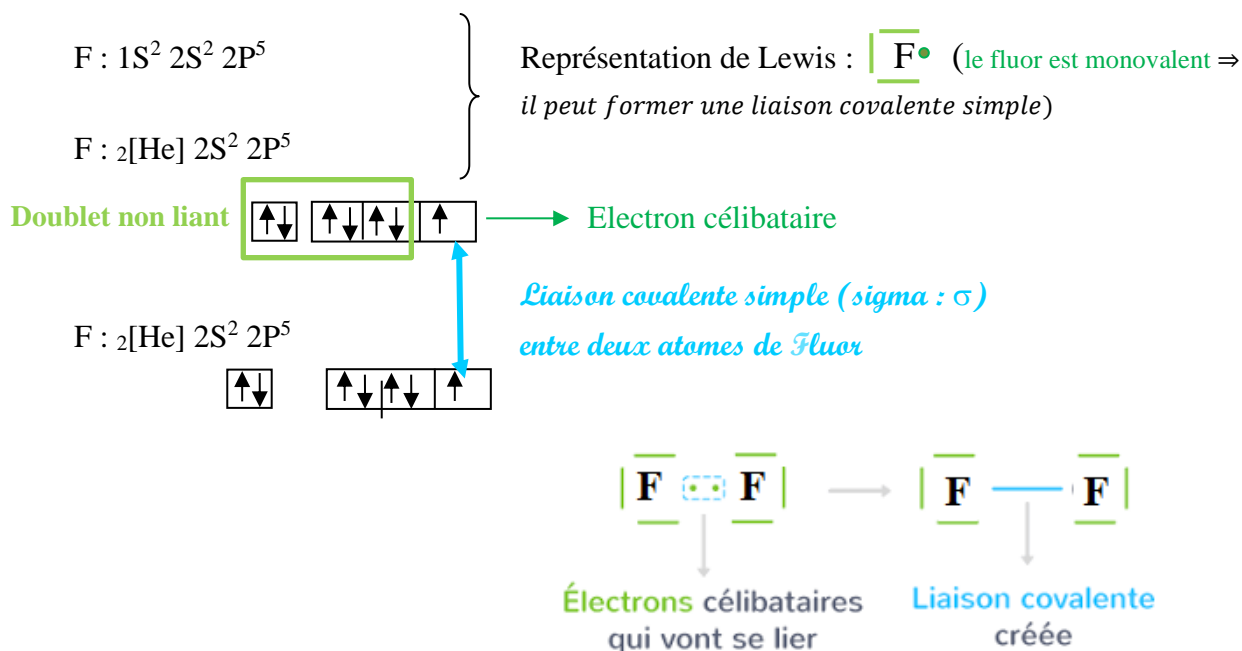 F : 1S² 2S² 2P⁵
Représentation de Lewis : F• (le fluor est monovalent ⇒
il peut former une liaison covalente simple)
F : ₂[He] 2S² 2P⁵
Doublet non liant
Electron célibataire
Liaison covalente simple (sigma : σ)
entre deux atomes de Fluor
F : ₂[He] 2S² 2P⁵
F F F F
Électrons célibataires
qui vont se lier
Liaison covalente
créée